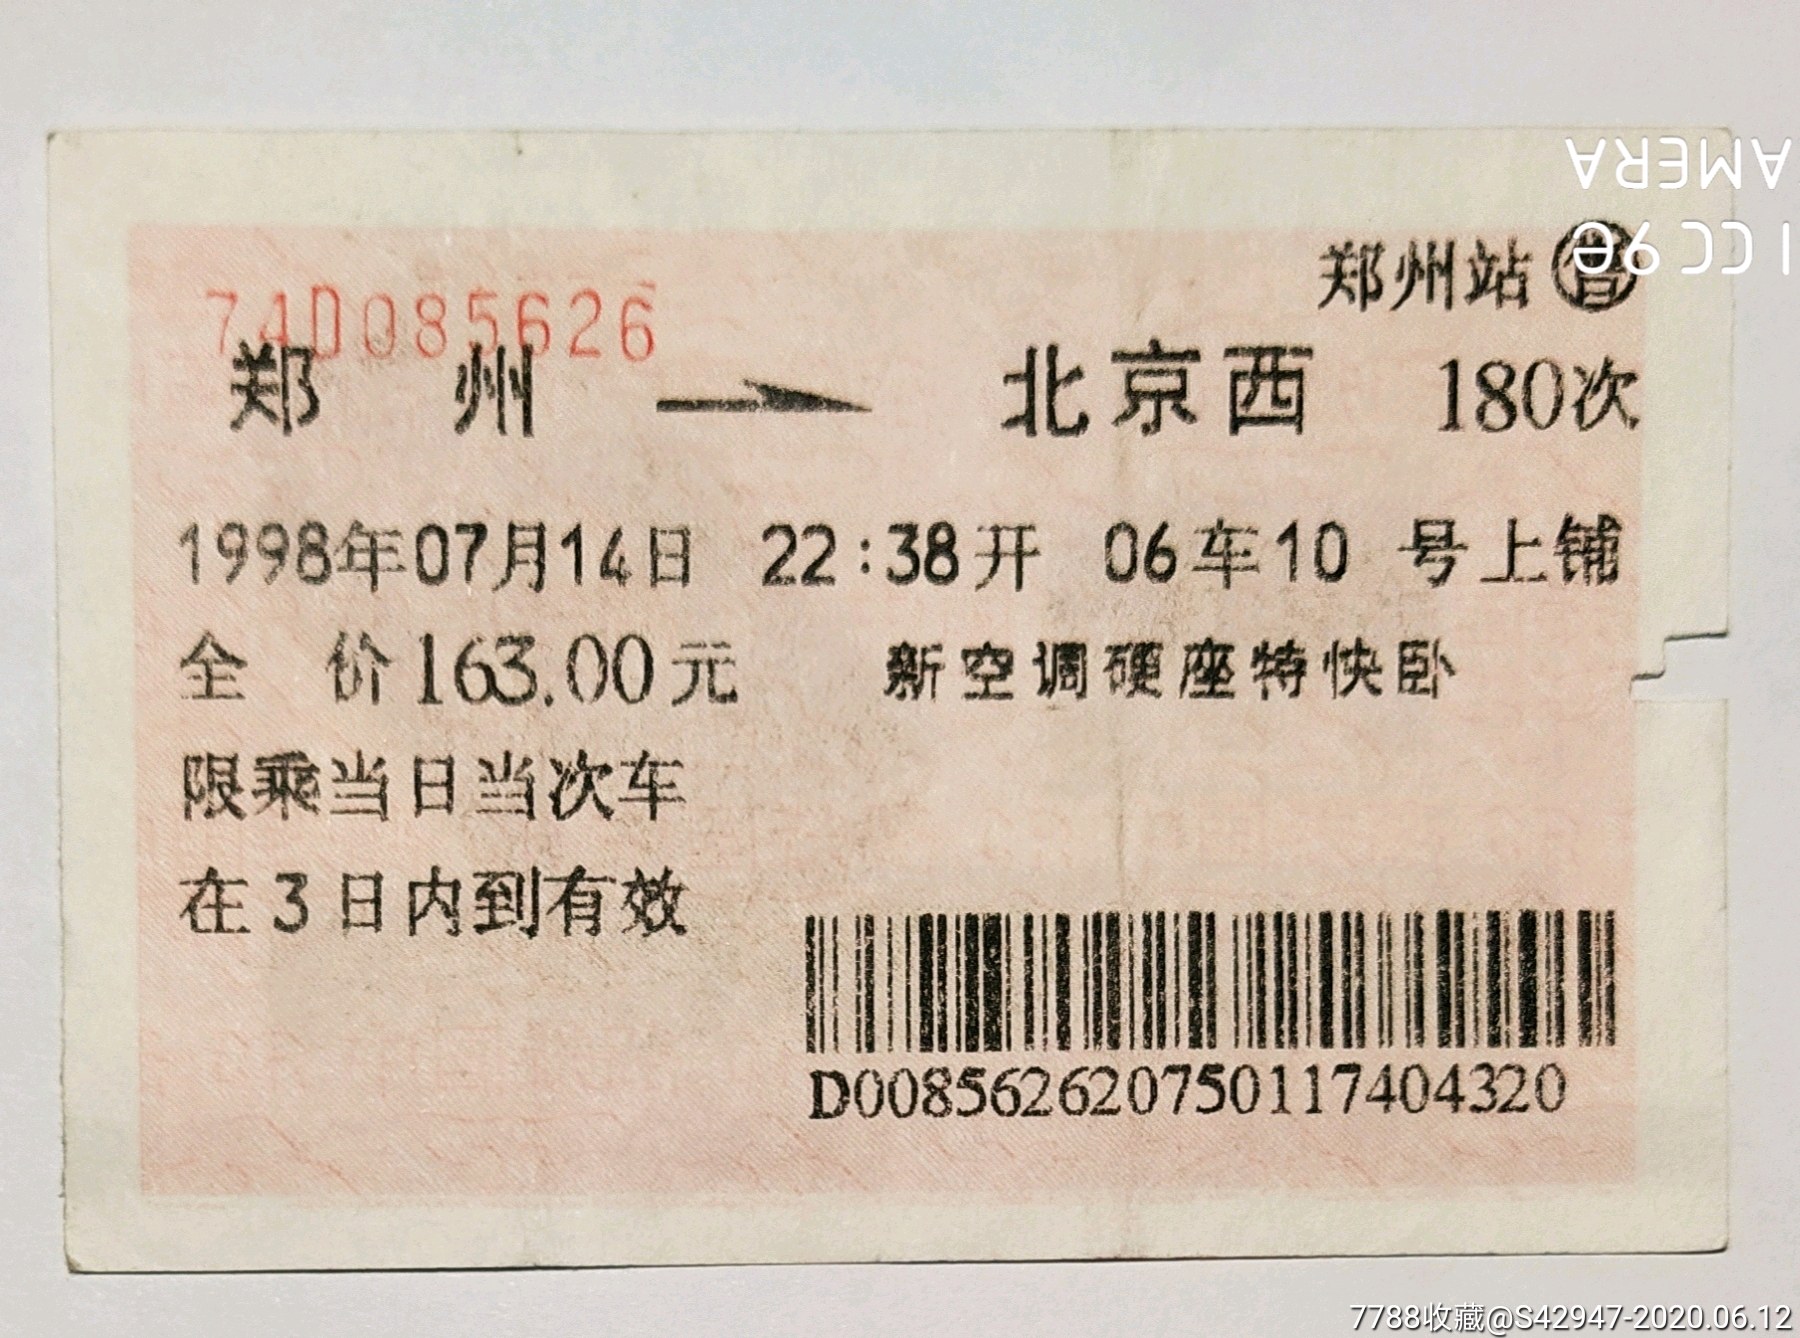 AMERA
I CC9e
郑州站
74D085626
郑州 北京西 180次
1998年07月14日 22:38开 06车10 号上铺
全 价163.00元 新空调硬座特快卧
限乘当日当次车
在3日内到有效
D008562620750117404320
7788收藏@S42947-2020.06.12